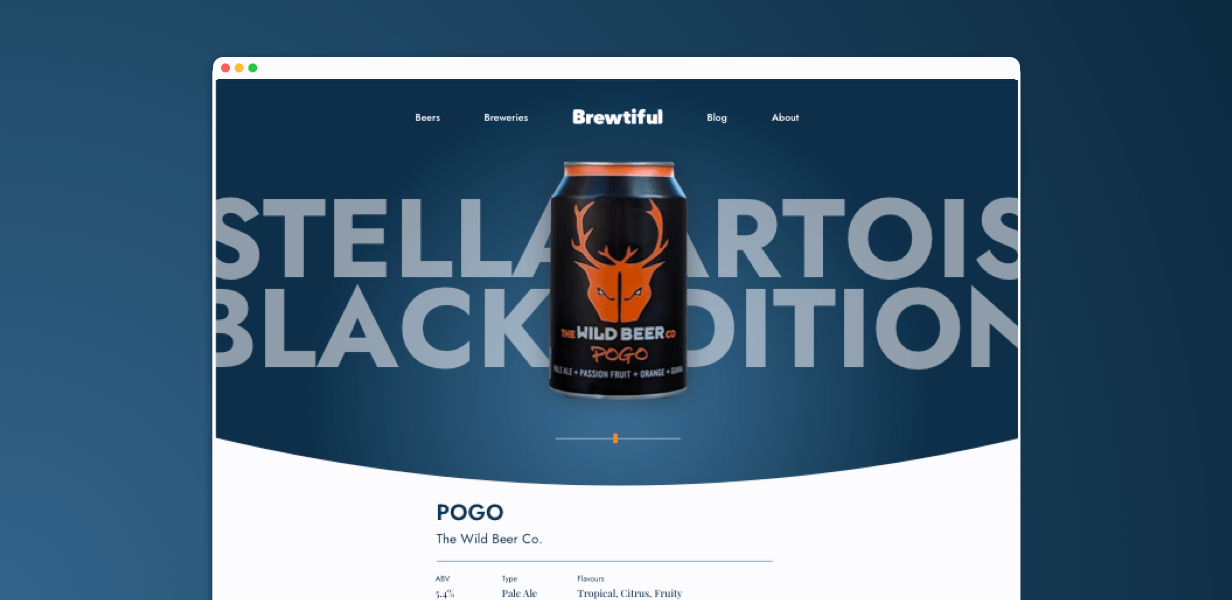 Beers Breweries Brewtiful Blog About
STELLA ARTOIS
BLACK EDITION
THE WILD BEER CO
POGO
PALE ALE + PASSION FRUIT + ORANGE + GUAVA
POGO
The Wild Beer Co.
ABV Type Flavours
5.4% Pale Ale Tropical, Citrus, Fruity